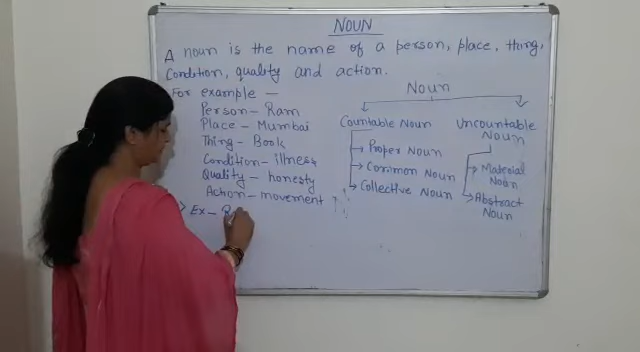 NOUN
A noun is the name of a person, place, thing,
Condition, quality and action.
For example –
Person – Ram
Place – Mumbai
Thing – Book
Condition – illness
Quality – honesty
Action – movement
Ex – R
Noun
Countable Noun
Proper Noun
Common Noun
Collective Noun
Uncountable
Noun
Material
Noun
Abstract
Noun